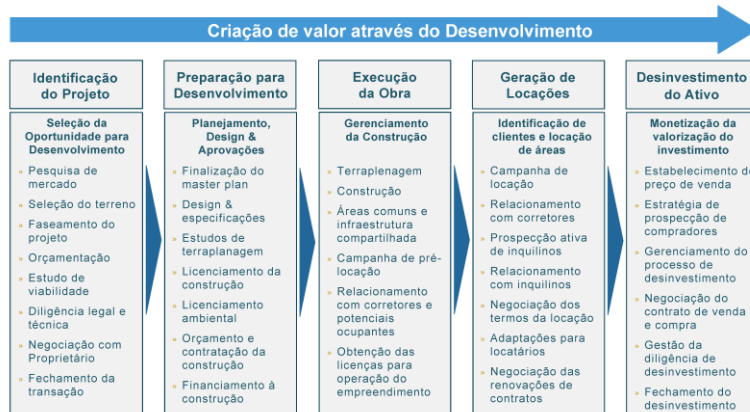 Criação de valor através do Desenvolvimento
Identificação
do Projeto
Seleção da
Oportunidade para
Desenvolvimento
» Pesquisa de
mercado
» Seleção do terreno
» Faseamento do
projeto
» Orçamentação
» Estudo de
viabilidade
» Diligência legal e
técnica
» Negociação com
Proprietário
» Fechamento da
transação
Preparação para
Desenvolvimento
Planejamento,
Design &
Aprovações
» Finalização do
master plan
» Design &
especificações
» Estudos de
terraplanagem
» Licenciamento da
construção
» Licenciamento
ambiental
» Orçamento e
contratação da
construção
» Financiamento à
construção
Execução
da Obra
Gerenciamento
da Construção
» Terraplenagem
» Construção
» Áreas comuns e
infraestrutura
compartilhada
» Campanha de pré-
locação
» Relacionamento
com corretores e
potenciais
ocupantes
» Obtenção das
licenças para
operação do
empreendimento
Geração de
Locações
Identificação de
clientes e locação
de áreas
» Campanha de
locação
» Relacionamento
com corretores
» Prospecção ativa
de inquilinos
» Relacionamento
com inquilinos
» Negociação dos
termos da locação
» Adaptações para
locatários
» Negociação das
renovações de
contratos
Desinvestimento
do Ativo
Monetização da
valorização do
investimento
» Estabelecimento de
preço de venda
» Estratégia de
prospecção de
compradores
» Gerenciamento do
processo de
desinvestimento
» Negociação do
contrato de venda
e compra
» Gestão da
diligência de
desinvestimento
» Fechamento do
desinvestimento